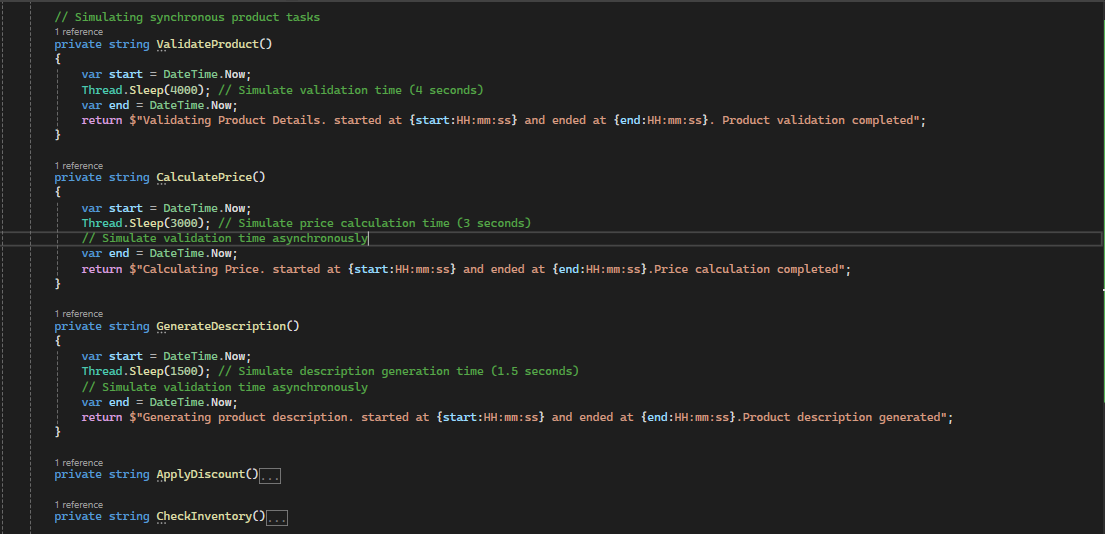 // Simulating synchronous product tasks
1 reference
private string ValidateProduct()
{
var start = DateTime.Now;
Thread.Sleep(4000); // Simulate validation time (4 seconds)
var end = DateTime.Now;
return $"Validating Product Details. started at {start:HH:mm:ss} and ended at {end:HH:mm:ss}. Product validation completed";
}
1 reference
private string CalculatePrice()
{
var start = DateTime.Now;
Thread.Sleep(3000); // Simulate price calculation time (3 seconds)
// Simulate validation time asynchronously
var end = DateTime.Now;
return $"Calculating Price. started at {start:HH:mm:ss} and ended at {end:HH:mm:ss}.Price calculation completed";
}
1 reference
private string GenerateDescription()
{
var start = DateTime.Now;
Thread.Sleep(1500); // Simulate description generation time (1.5 seconds)
// Simulate validation time asynchronously
var end = DateTime.Now;
return $"Generating product description. started at {start:HH:mm:ss} and ended at {end:HH:mm:ss}.Product description generated";
}
1 reference
private string ApplyDiscount()...
1 reference
private string CheckInventory()...